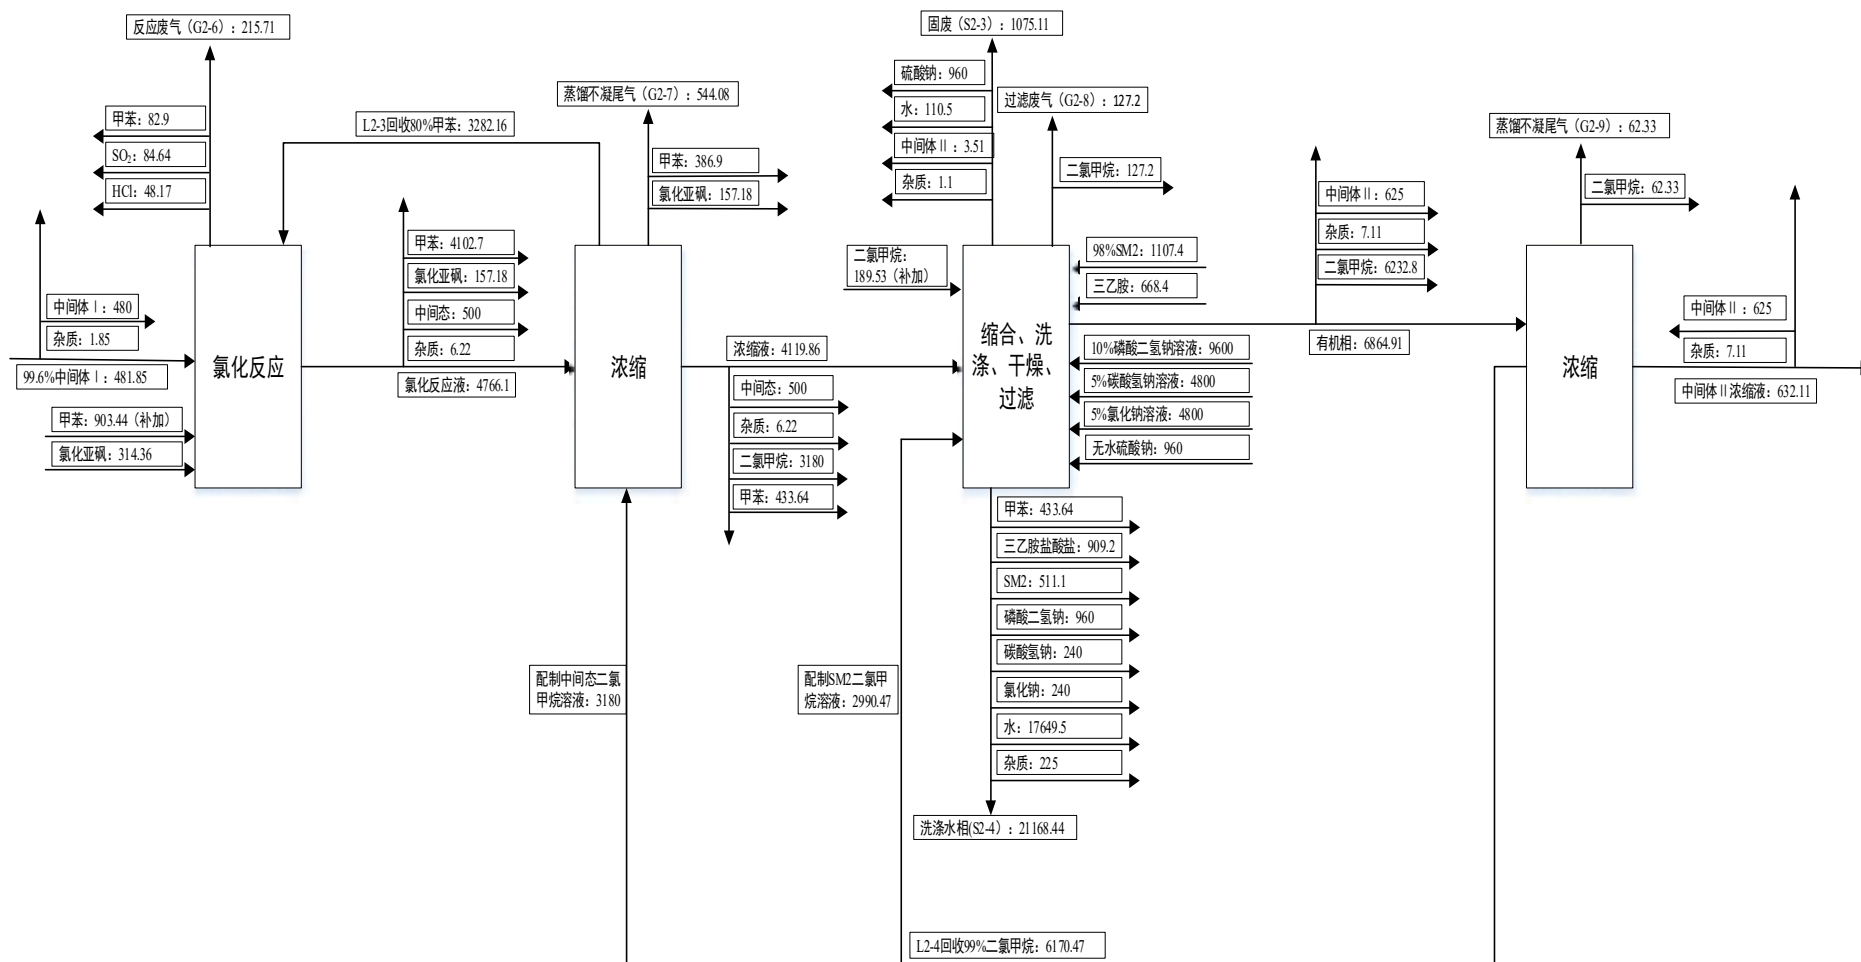 反应废气（G2-6）：215.71
甲苯：82.9
SO₂：84.64
HCl：48.17
中间体Ⅰ：480
杂质：1.85
99.6%中间体Ⅰ：481.85
甲苯：903.44（补加）
氯化亚砜：314.36
氯化反应
L2-3回收80%甲苯：3282.16
甲苯：4102.7
氯化亚砜：157.18
中间态：500
杂质：6.22
氯化反应液：4766.1
蒸馏不凝尾气（G2-7）：544.08
甲苯：386.9
氯化亚砜：157.18
浓缩
配制中间态二氯
甲烷溶液：3180
浓缩液：4119.86
中间态：500
杂质：6.22
二氯甲烷：3180
甲苯：433.64
固废（S2-3）：1075.11
硫酸钠：960
水：110.5
中间体Ⅱ：3.51
杂质：1.1
过滤废气（G2-8）：127.2
二氯甲烷：127.2
二氯甲烷：
189.53（补加）
98%SM2：1107.4
三乙胺：668.4
缩合、洗
涤、干燥、
过滤
10%磷酸二氢钠溶液：9600
5%碳酸氢钠溶液：4800
5%氯化钠溶液：4800
无水硫酸钠：960
甲苯：433.64
三乙胺盐酸盐：909.2
SM2：511.1
磷酸二氢钠：960
碳酸氢钠：240
氯化钠：240
水：17649.5
杂质：225
洗涤水相(S2-4）：21168.44
配制SM2二氯甲
烷溶液：2990.47
L2-4回收99%二氯甲烷：6170.47
中间体Ⅱ：625
杂质：7.11
二氯甲烷：6232.8
有机相：6864.91
蒸馏不凝尾气（G2-9）：62.33
二氯甲烷：62.33
浓缩
中间体Ⅱ：625
杂质：7.11
中间体Ⅱ浓缩液：632.11